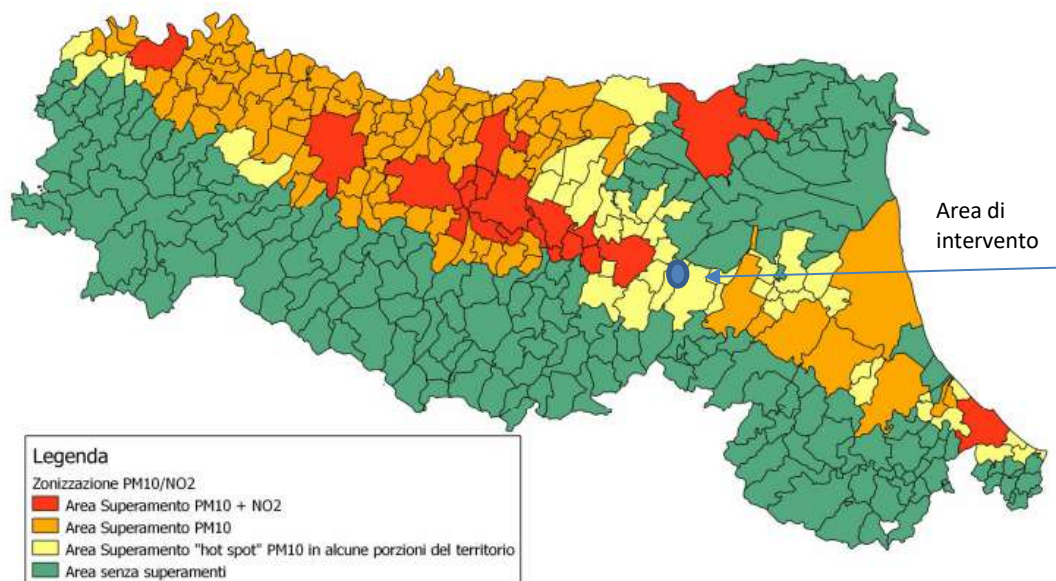 Area di
intervento
Legenda
Zonizzazione PM10/NO2
Area Superamento PM10 + NO2
Area Superamento PM10
Area Superamento "hot spot" PM10 in alcune porzioni del territorio
Area senza superamenti